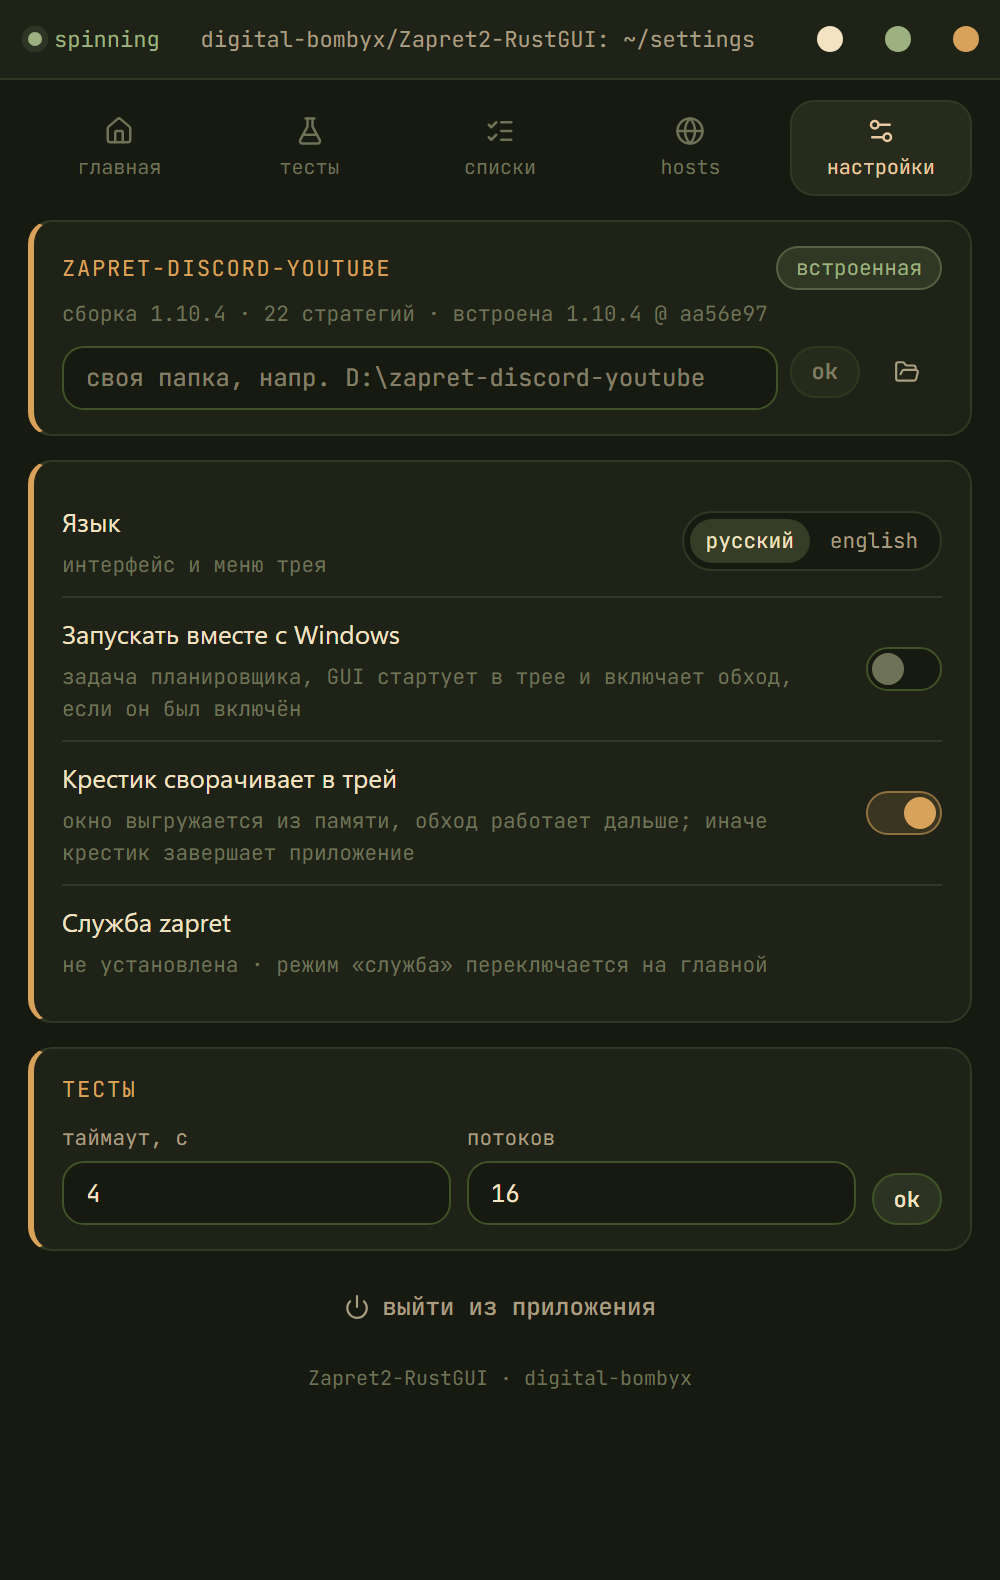 spinning
digital-bombyx/Zapret2-RustGUI: ~/settings
главная
тесты
списки
hosts
настройки
ZAPRET-DISCORD-YOUTUBE
встроенная
сборка 1.10.4 · 22 стратегий · встроена 1.10.4 @ aa56e97
своя папка, напр. D:\zapret-discord-youtube
ok
Язык
интерфейс и меню трея
русский
english
Запускать вместе с Windows
задача планировщика, GUI стартует в трее и включает обход,
если он был включён
Крестик сворачивает в трей
окно выгружается из памяти, обход работает дальше; иначе
крестик завершает приложение
Служба zapret
не установлена · режим «служба» переключается на главной
ТЕСТЫ
таймаут, с
потоков
4
16
ok
выйти из приложения
Zapret2-RustGUI · digital-bombyx